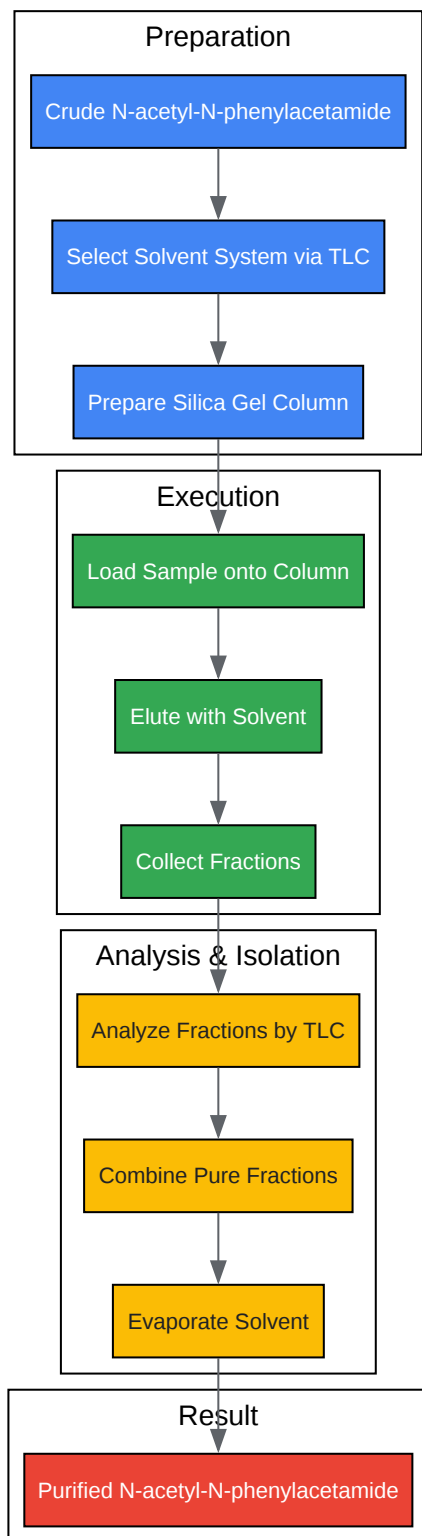 Preparation
Crude N-acetyl-N-phenylacetamide
Select Solvent System via TLC
Prepare Silica Gel Column
Execution
Load Sample onto Column
Elute with Solvent
Collect Fractions
Analysis & Isolation
Analyze Fractions by TLC
Combine Pure Fractions
Evaporate Solvent
Result
Purified N-acetyl-N-phenylacetamide